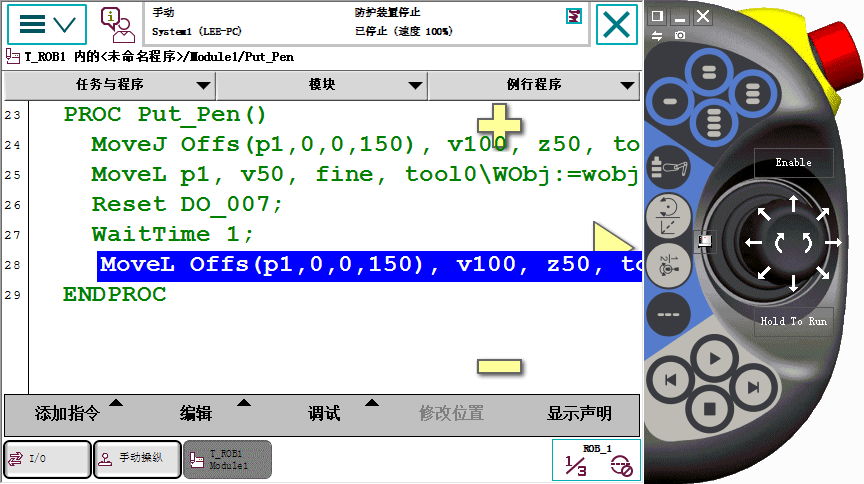 手动
防护装置停止
System1 (LEE-PC)
已停止 (速度 100%)
T_ROB1 内的<未命名程序>/Module1/Put_Pen
任务与程序
模块
例行程序
23 PROC Put_Pen()
24 MoveJ Offs(p1,0,0,150), v100, z50, to
25 MoveL p1, v50, fine, tool0\WObj:=wobj
26 Reset DO_007;
27 WaitTime 1;
28 MoveL Offs(p1,0,0,150), v100, z50, to
29 ENDPROC
添加指令
编辑
调试
修改位置
显示声明
I/O
手动操纵
T_ROB1
Module1
ROB_1
1/3
Enable
Hold To Run